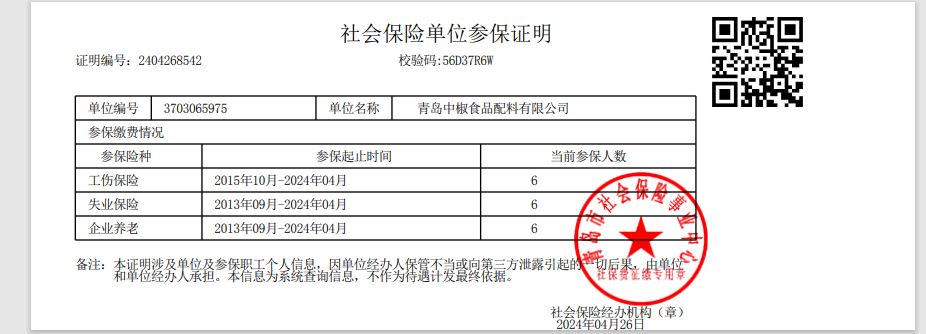 社会保险单位参保证明
证明编号：2404268542 校验码:56D37R6W
单位编号 3703065975 单位名称 青岛中椒食品配料有限公司
参保缴费情况
参保险种 参保起止时间 当前参保人数
工伤保险 2015年10月-2024年04月 6
失业保险 2013年09月-2024年04月 6
企业养老 2013年09月-2024年04月 6
青岛市社会保险事业中心
社保费征缴专用章
备注：本证明涉及单位及参保职工个人信息，因单位经办人保管不当或向第三方泄露引起的一切后果，由单位
和单位经办人承担。本信息为系统查询信息，不作为待遇计发最终依据。
社会保险经办机构（章）
2024年04月26日